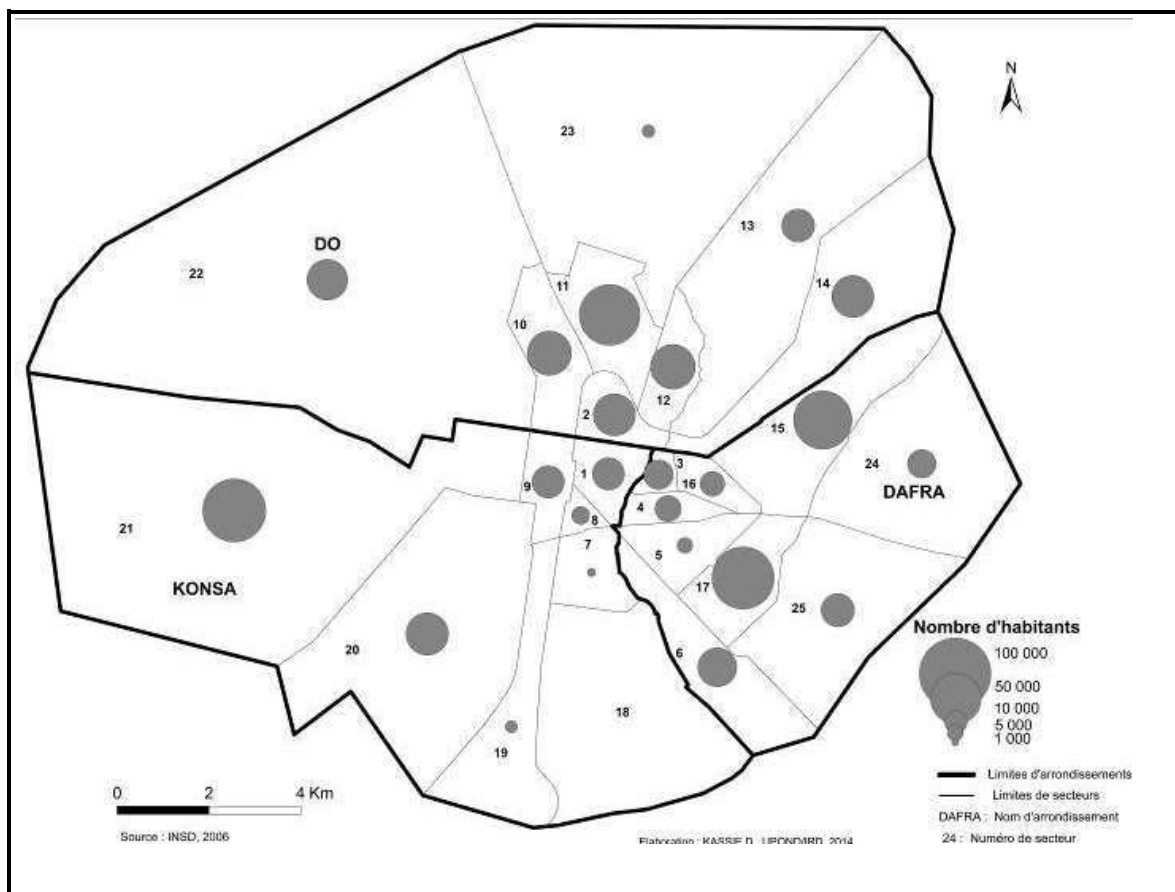 N
23
13
DO
22
14
11
10
12
2
15
24
DAFRA
3
1
16
9
4
8
21
7
5
17
KONSA
25
20
6
18
19
Nombre d'habitants
100 000
50 000
10 000
5 000
1 000
Limites d'arrondissements
Limites de secteurs
DAFRA : Nom d'arrondissement
24 : Numéro de secteur
0 2 4 Km
Source : INSD, 2006
Elaboration : KASSIE D., 2014